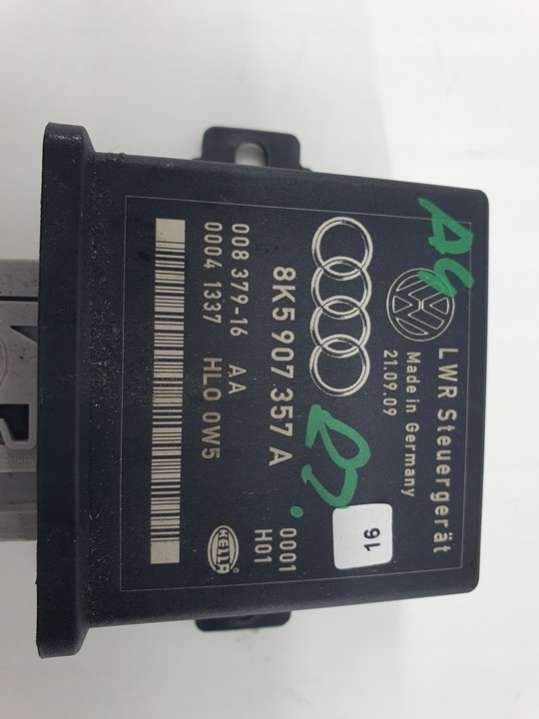 LWR Steuergerät
Made in Germany
21.09.09
16
8K5 907 357 A
0001
H01
008 379-16 AA
0004 1337 HLO 0W5
HELLA
A4